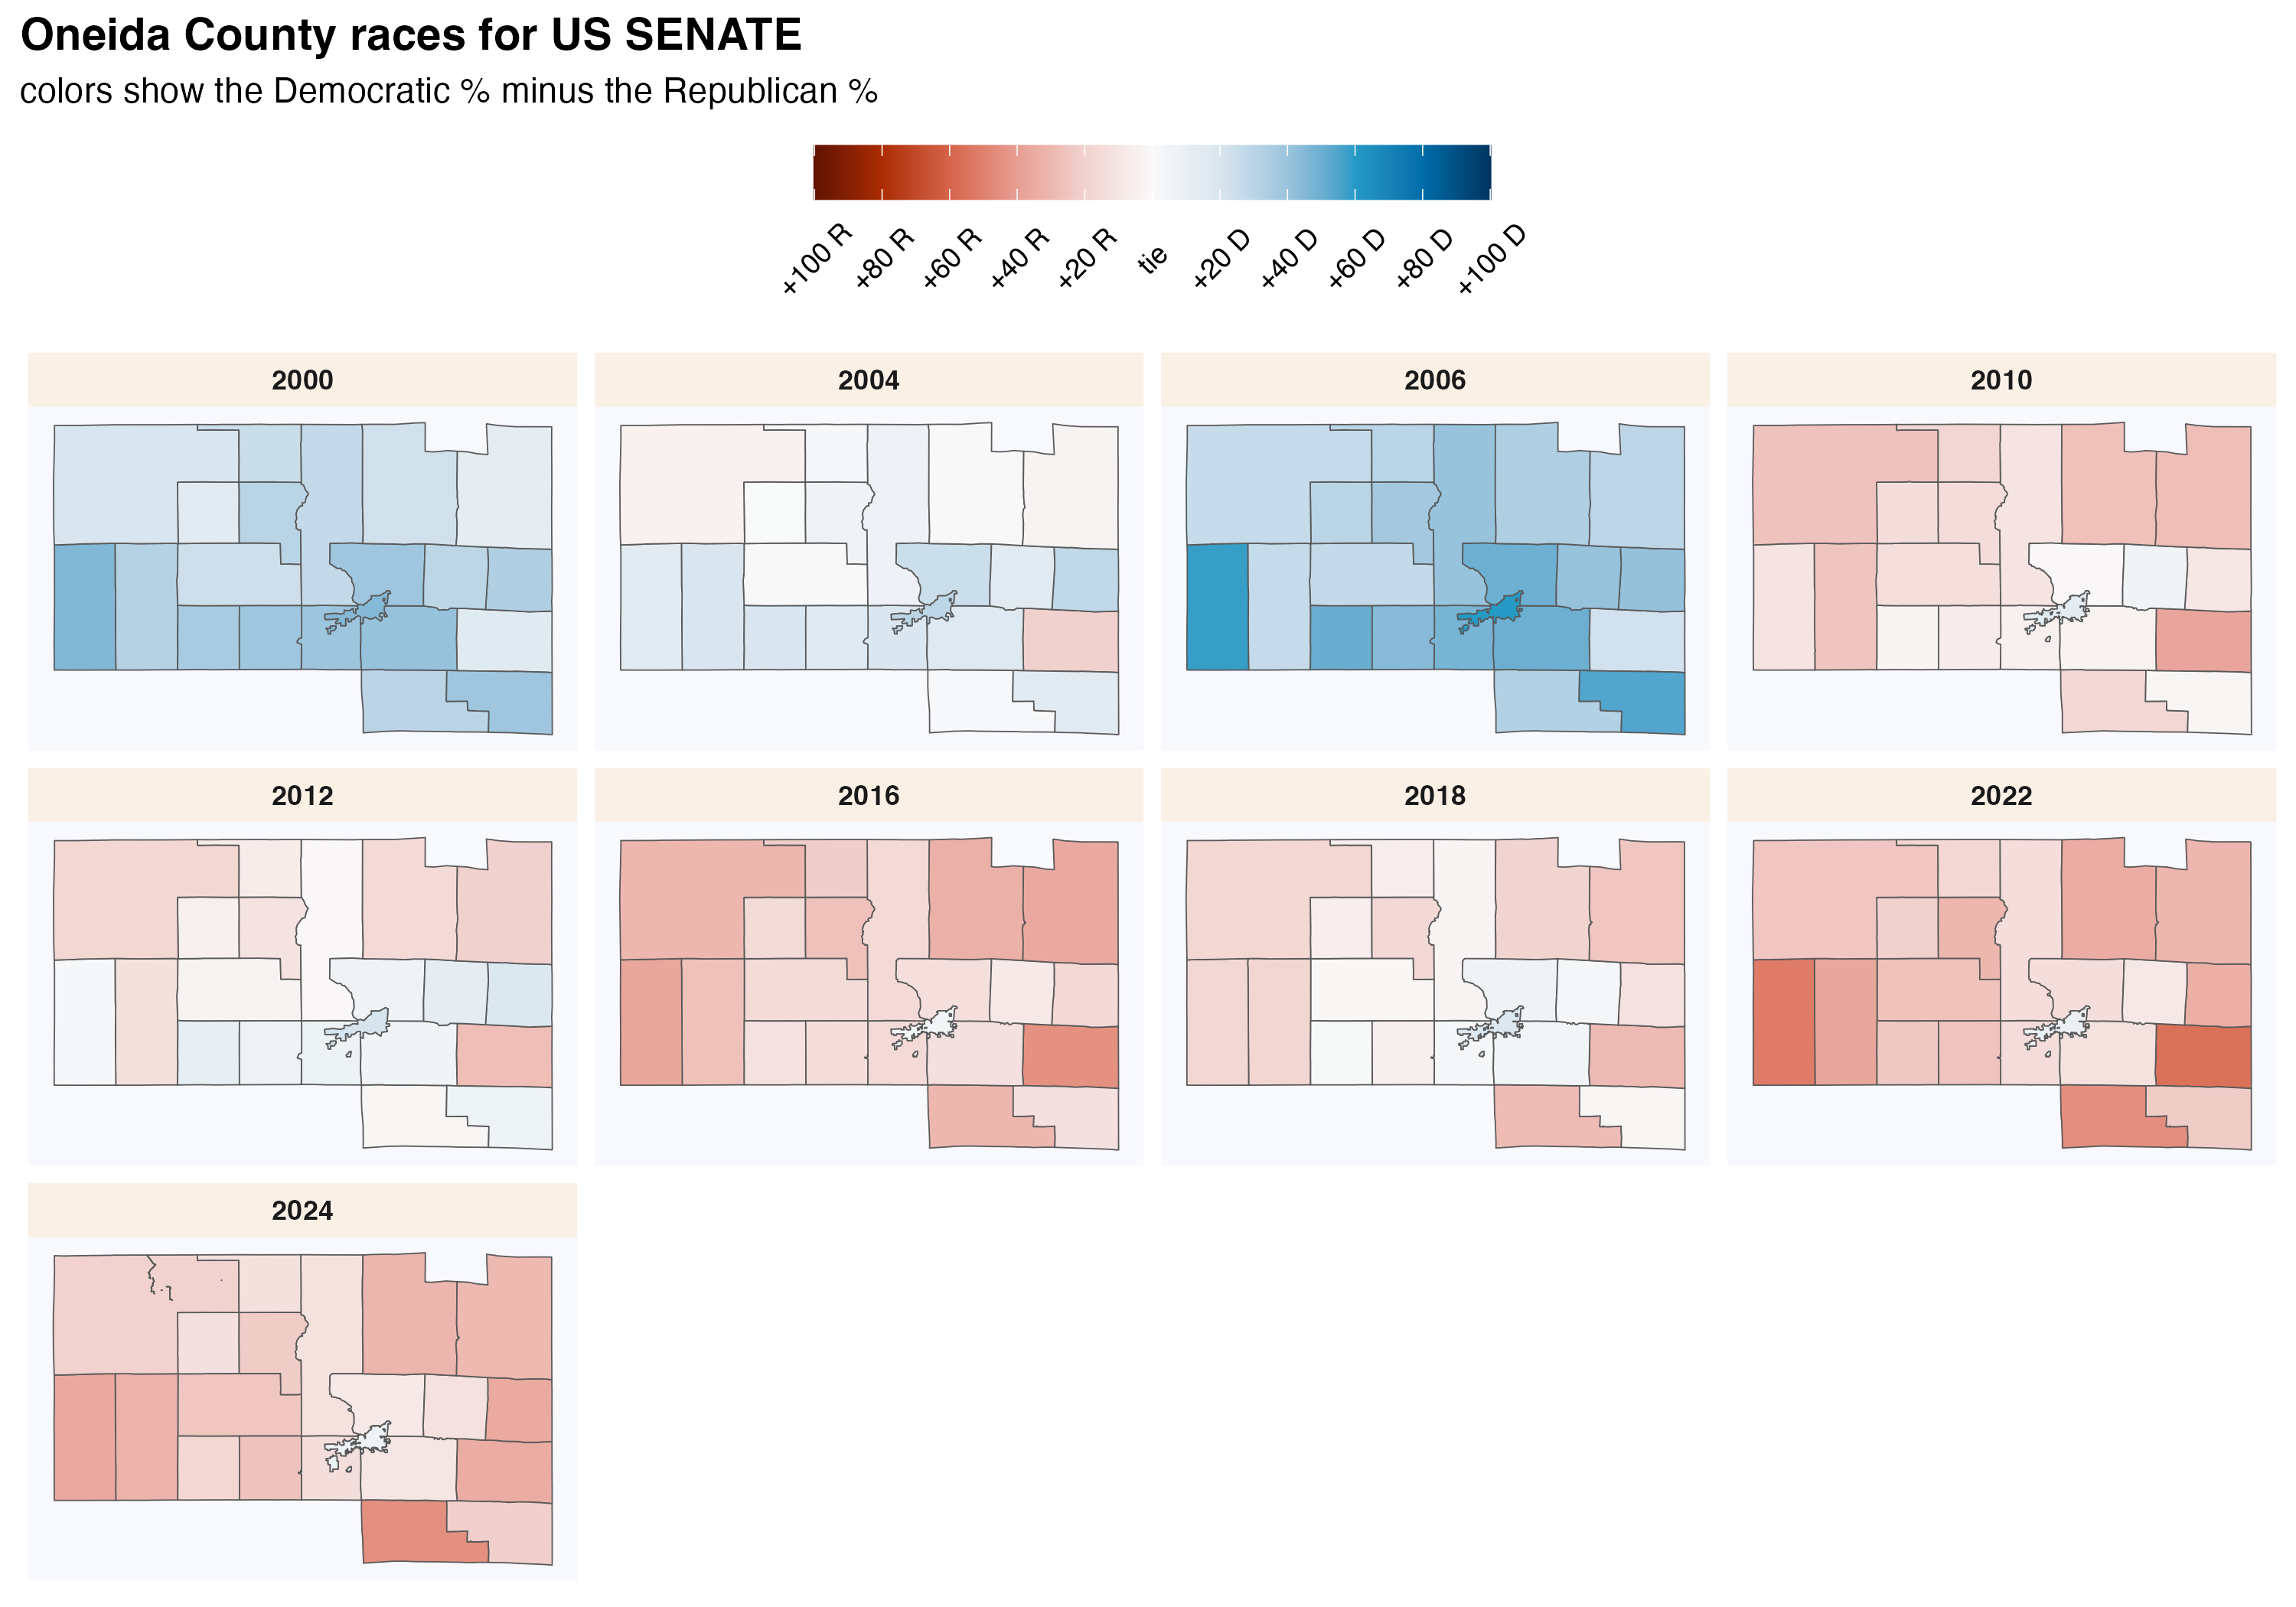 Oneida County races for US SENATE
colors show the Democratic % minus the Republican %
+100 R
+80 R
+60 R
+40 R
+20 R
tie
+20 D
+40 D
+60 D
+80 D
+100 D
2000
2004
2006
2010
2012
2016
2018
2022
2024